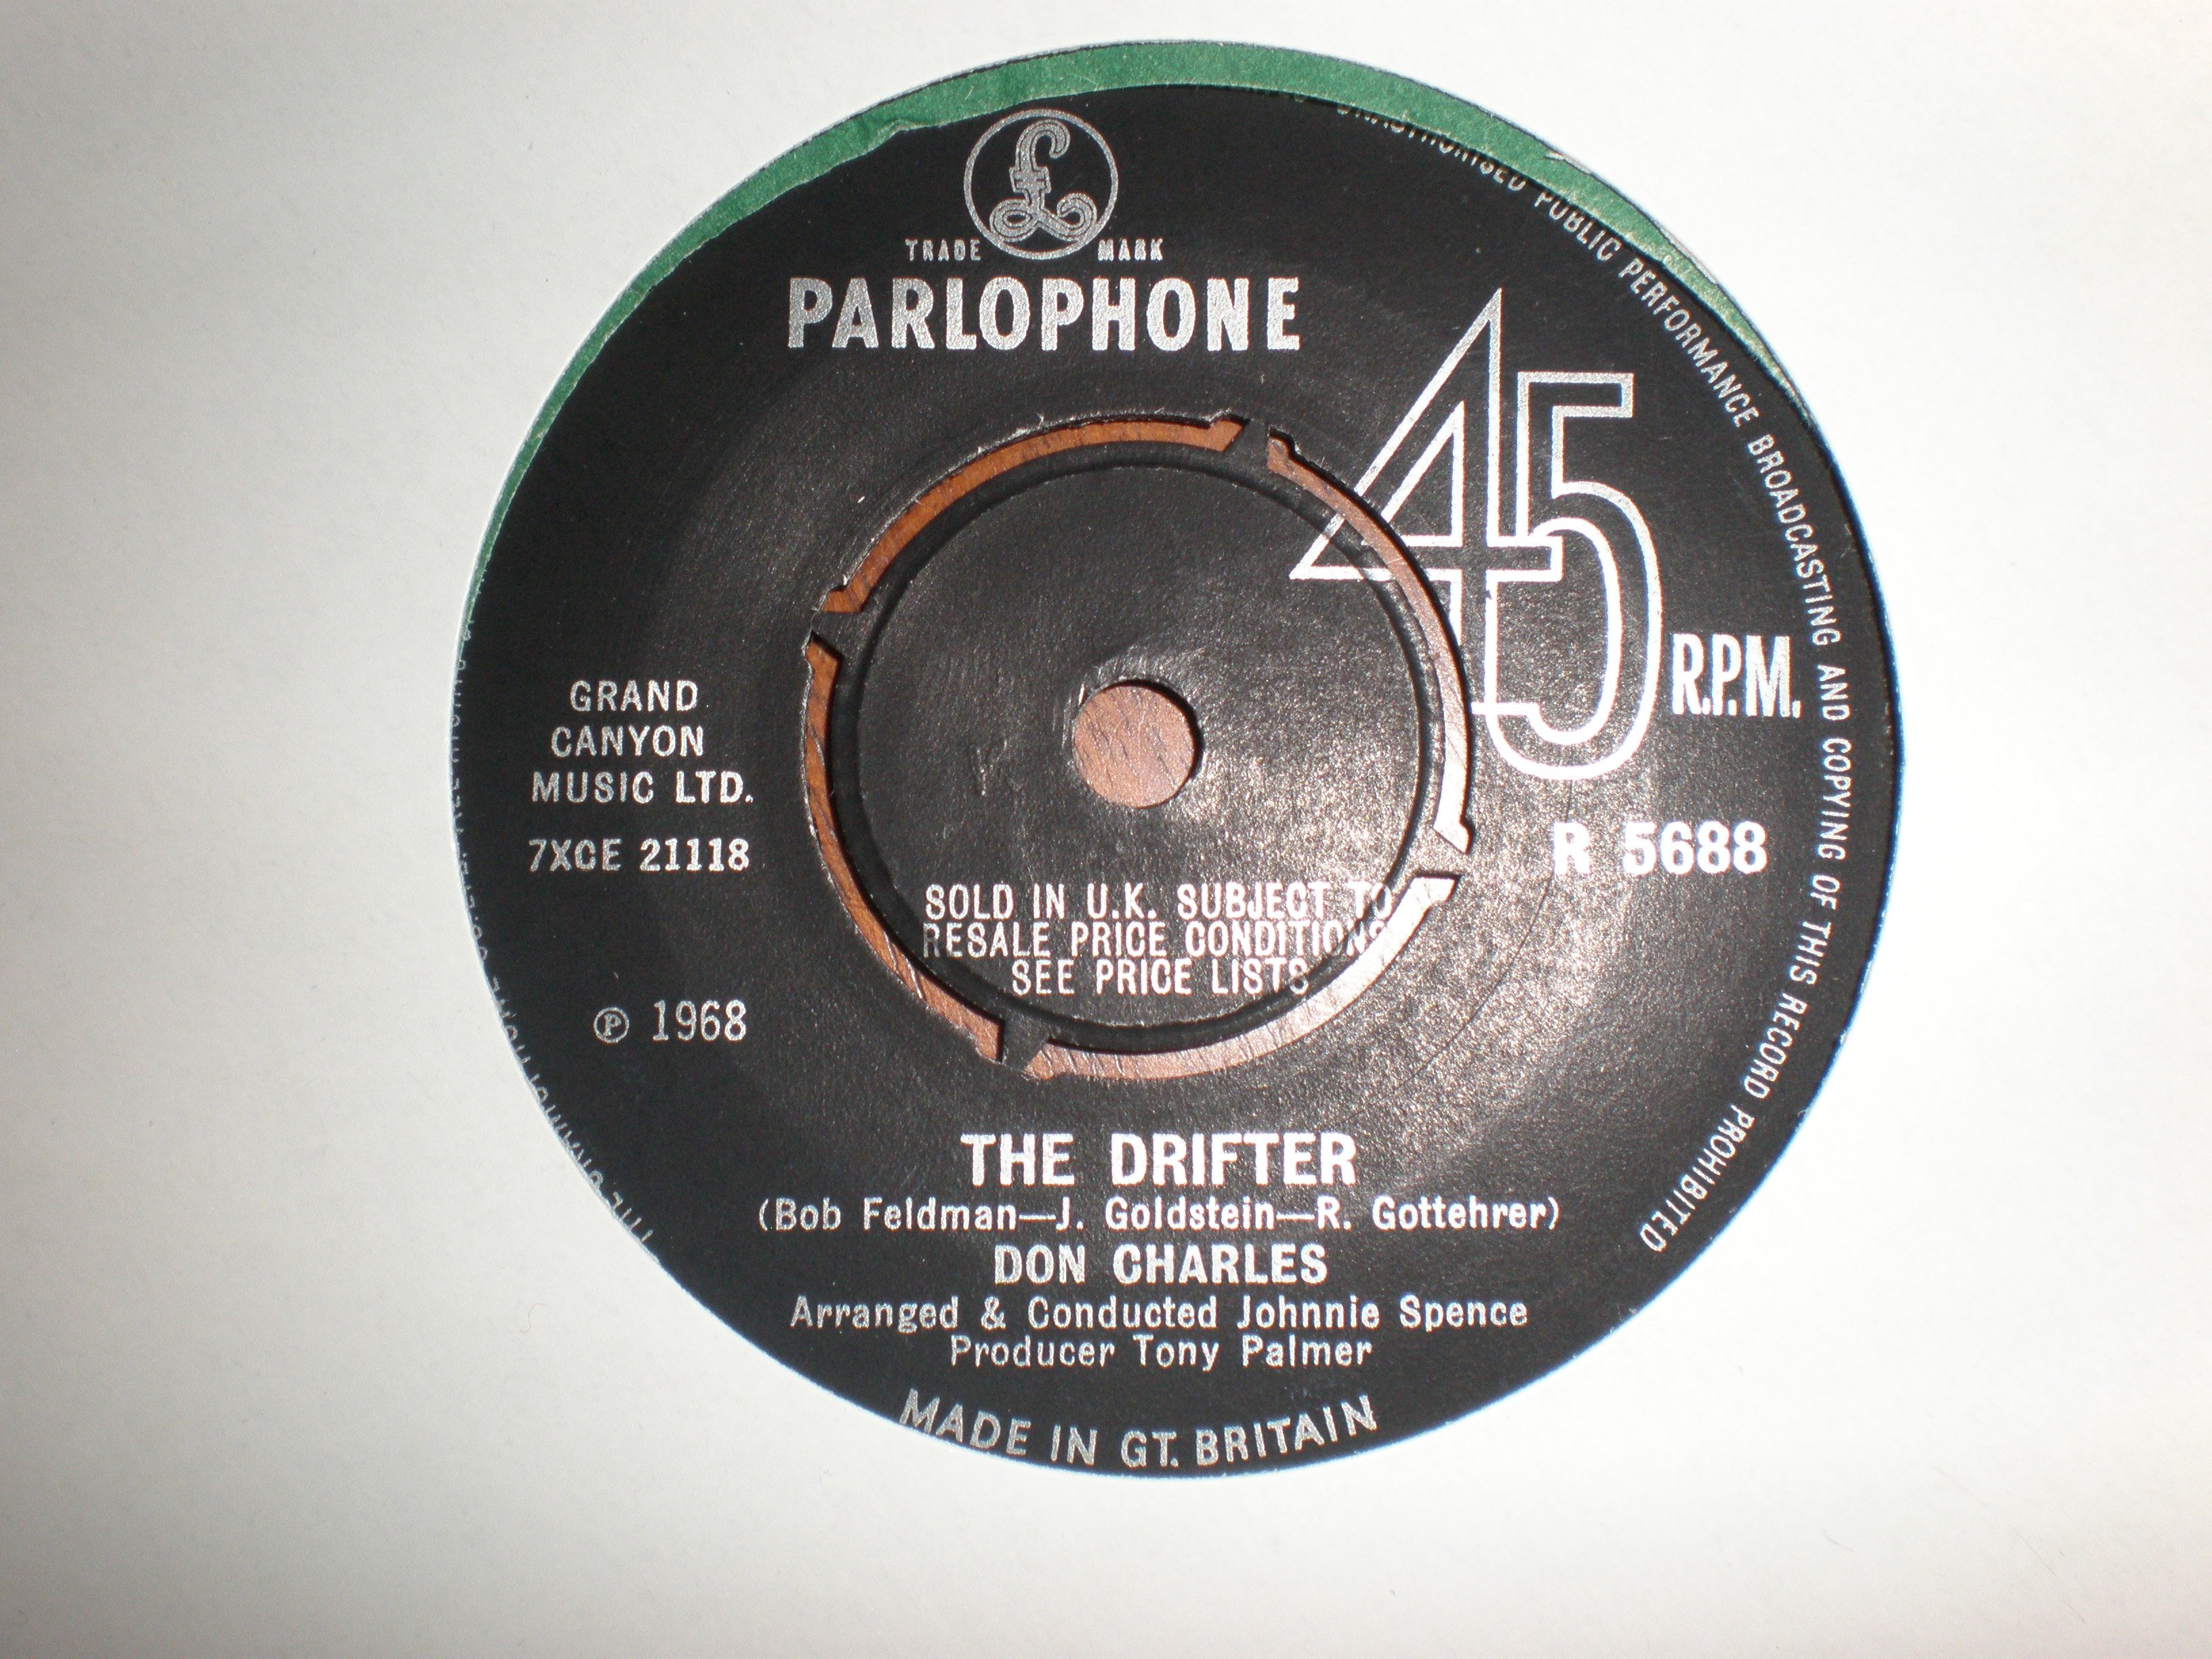 £
TRADE MARK
PARLOPHONE
45 R.P.M.
GRAND
CANYON
MUSIC LTD.
7XCE 21118
R 5688
SOLD IN U.K. SUBJECT TO
RESALE PRICE CONDITIONS
SEE PRICE LISTS
℗ 1968
THE DRIFTER
(Bob Feldman—J. Goldstein—R. Gottehrer)
DON CHARLES
Arranged & Conducted Johnnie Spence
Producer Tony Palmer
MADE IN GT. BRITAIN
UNAUTHORISED PUBLIC PERFORMANCE BROADCASTING AND COPYING OF THIS RECORD PROHIBITED